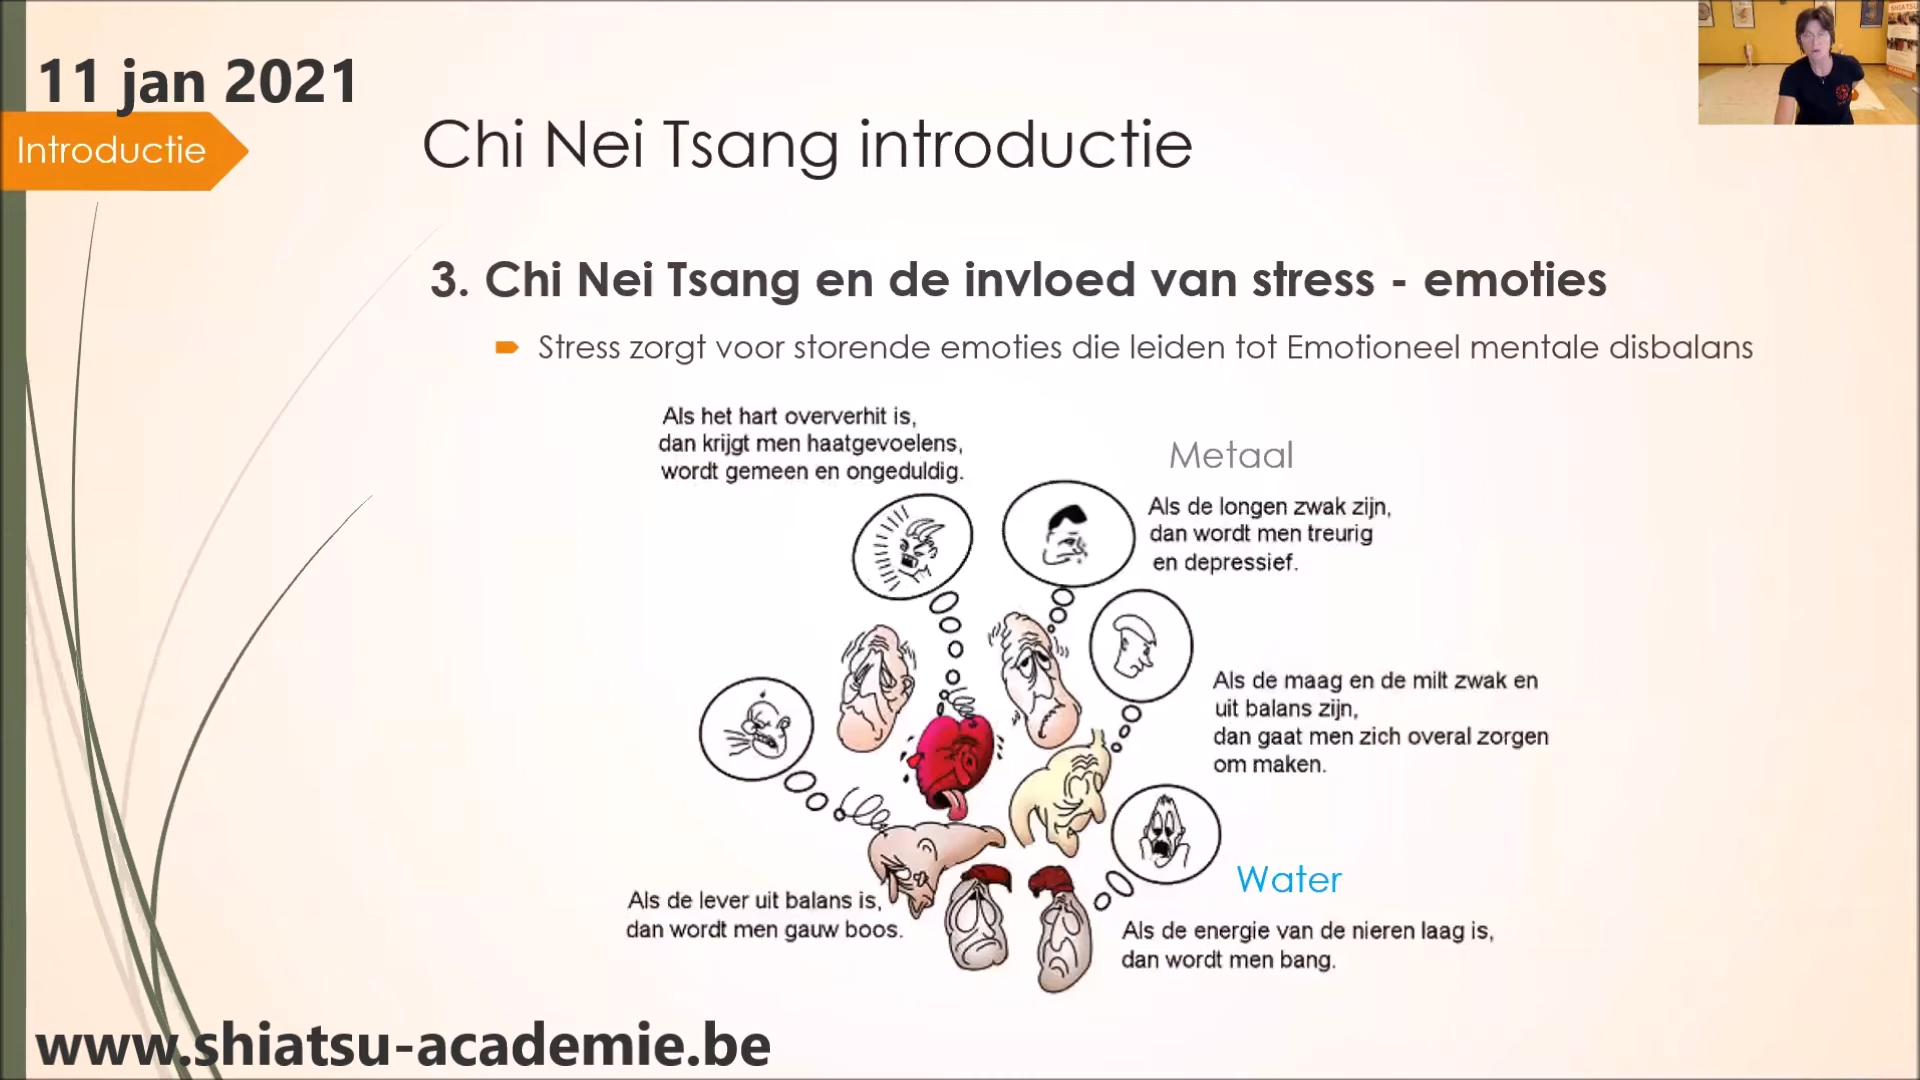 11 jan 2021
SHIATSU
Introductie
Chi Nei Tsang introductie
3. Chi Nei Tsang en de invloed van stress - emoties
Stress zorgt voor storende emoties die leiden tot Emotioneel mentale disbalans
Als het hart oververhit is,
dan krijgt men haatgevoelens,
wordt gemeen en ongeduldig.
Metaal
Als de longen zwak zijn,
dan wordt men treurig
en depressief.
Als de maag en de milt zwak en
uit balans zijn,
dan gaat men zich overal zorgen
om maken.
Als de lever uit balans is,
dan wordt men gauw boos.
Water
Als de energie van de nieren laag is,
dan wordt men bang.
www.shiatsu-academie.be